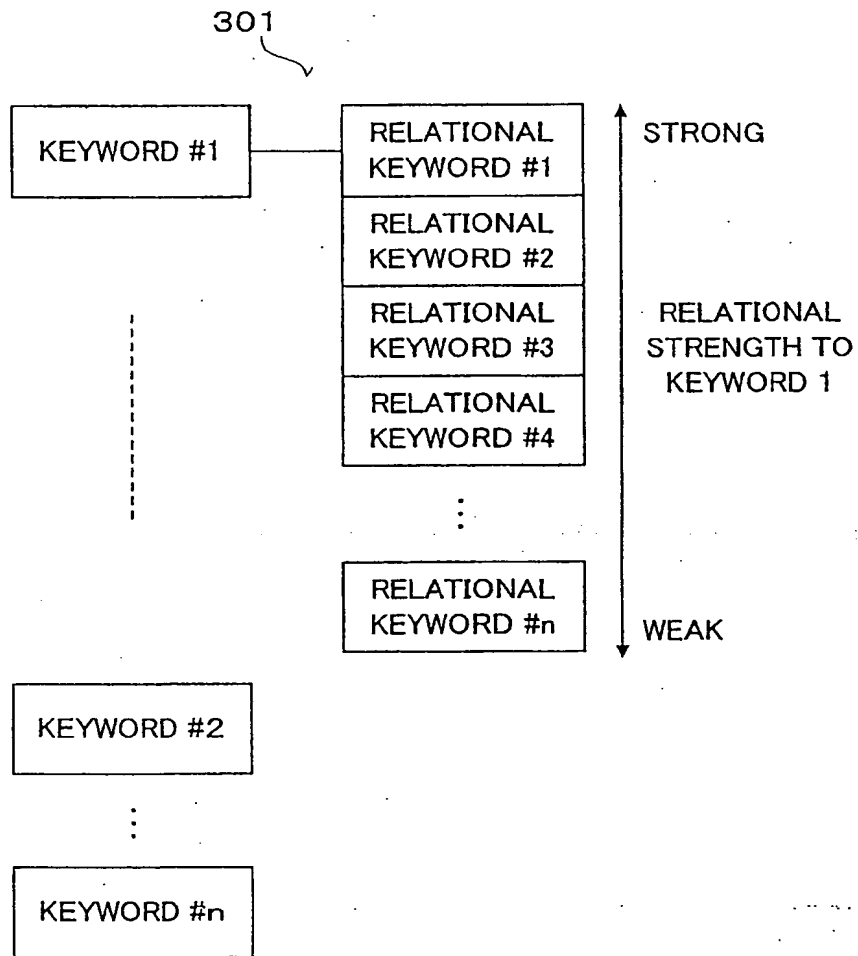 301
KEYWORD #1
RELATIONAL
KEYWORD #1
RELATIONAL
KEYWORD #2
RELATIONAL
KEYWORD #3
RELATIONAL
KEYWORD #4
RELATIONAL
KEYWORD #n
STRONG
RELATIONAL
STRENGTH TO
KEYWORD 1
WEAK
KEYWORD #2
KEYWORD #n